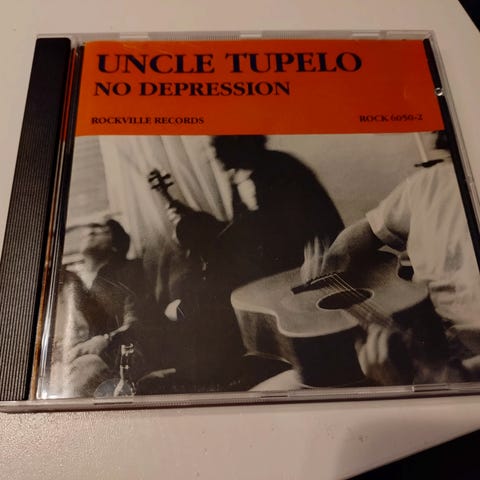 UNCLE TUPELO
NO DEPRESSION
ROCKVILLE RECORDS ROCK 6050-2